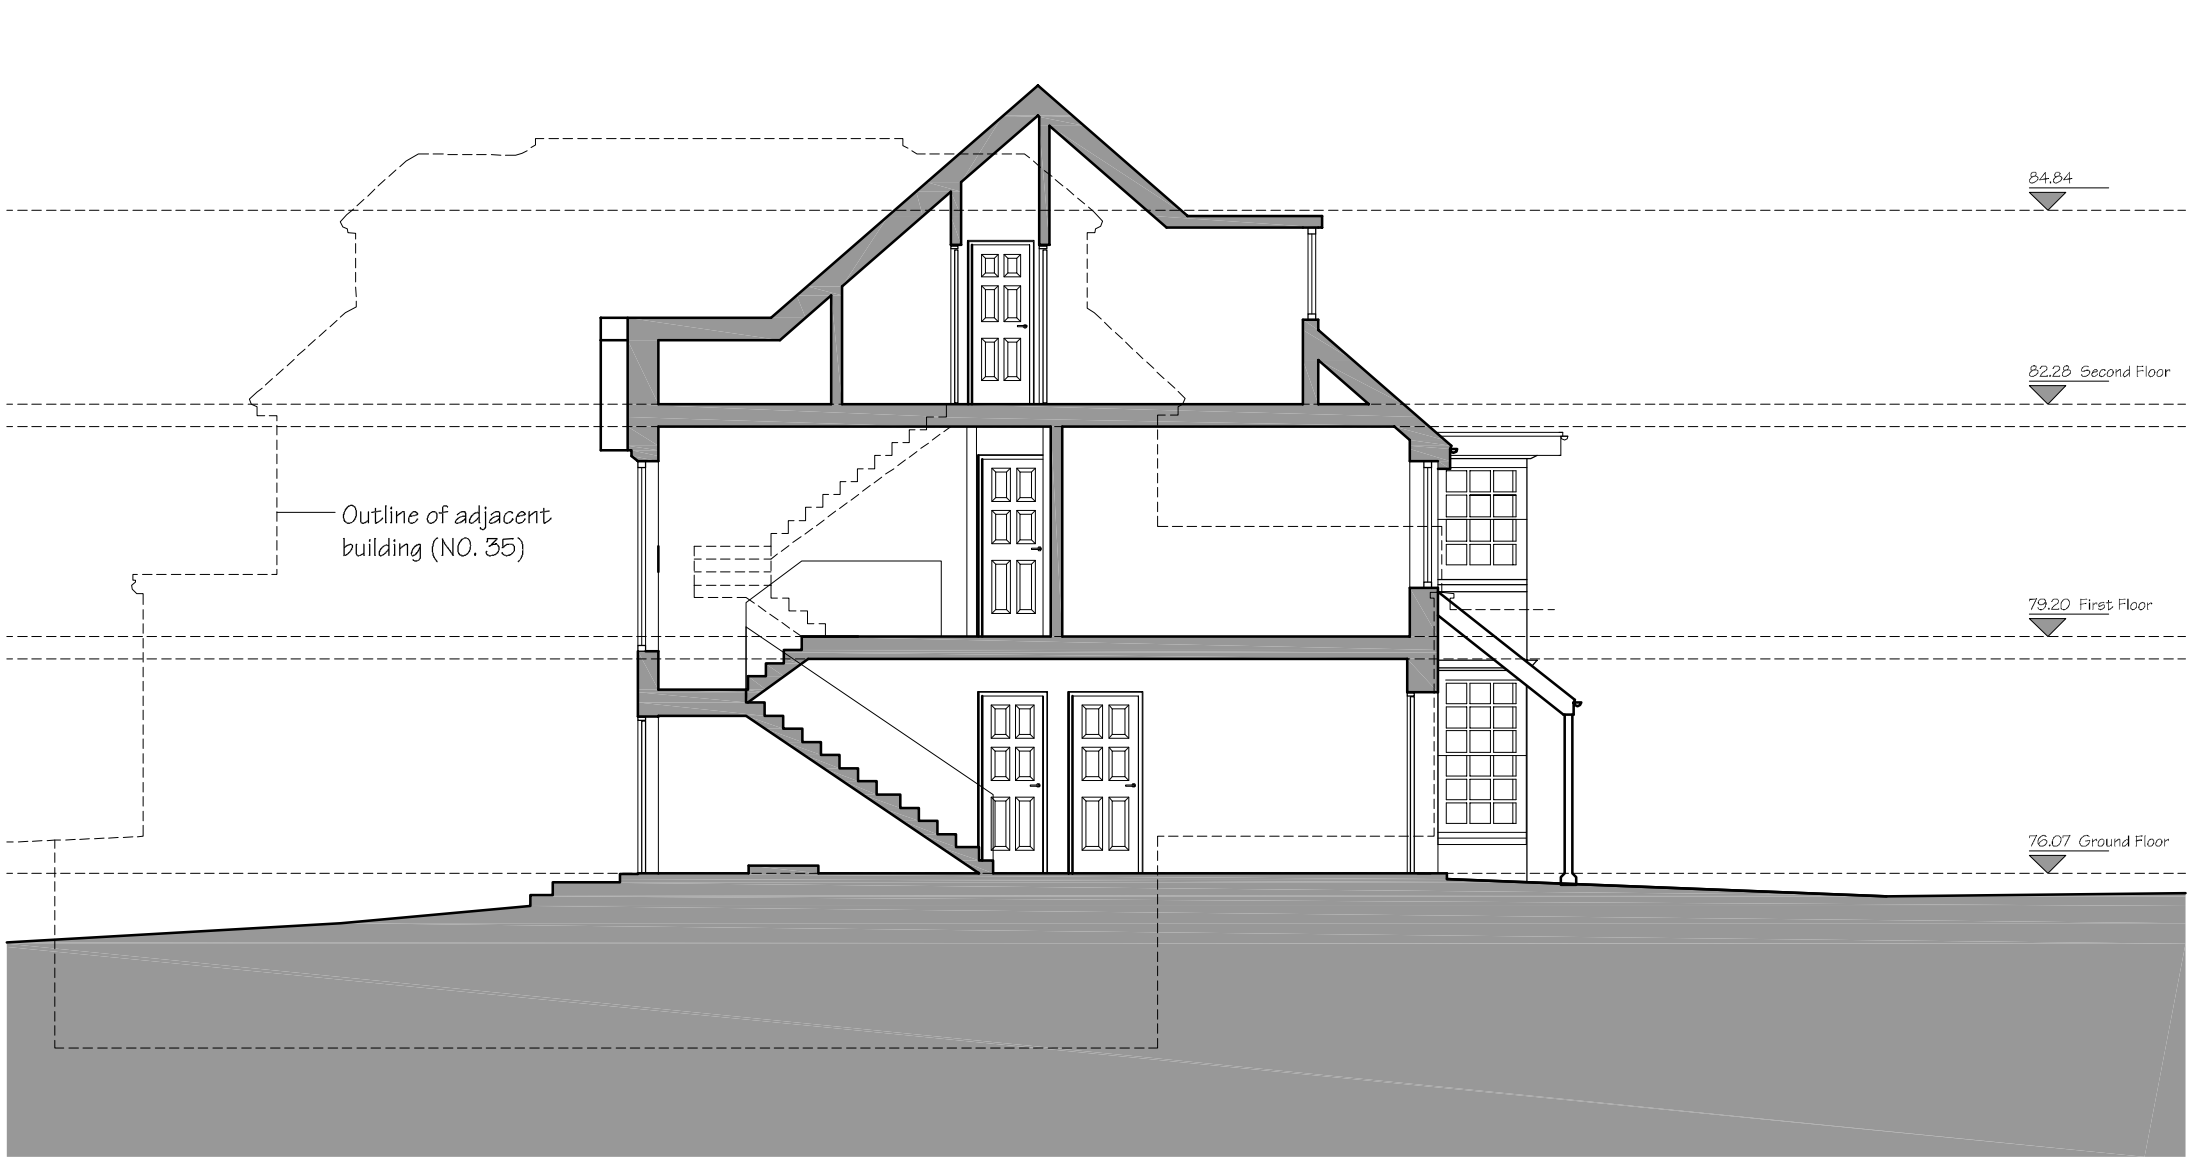 84.84
82.28 Second Floor
Outline of adjacent
building (NO. 35)
79.20 First Floor
76.07 Ground Floor